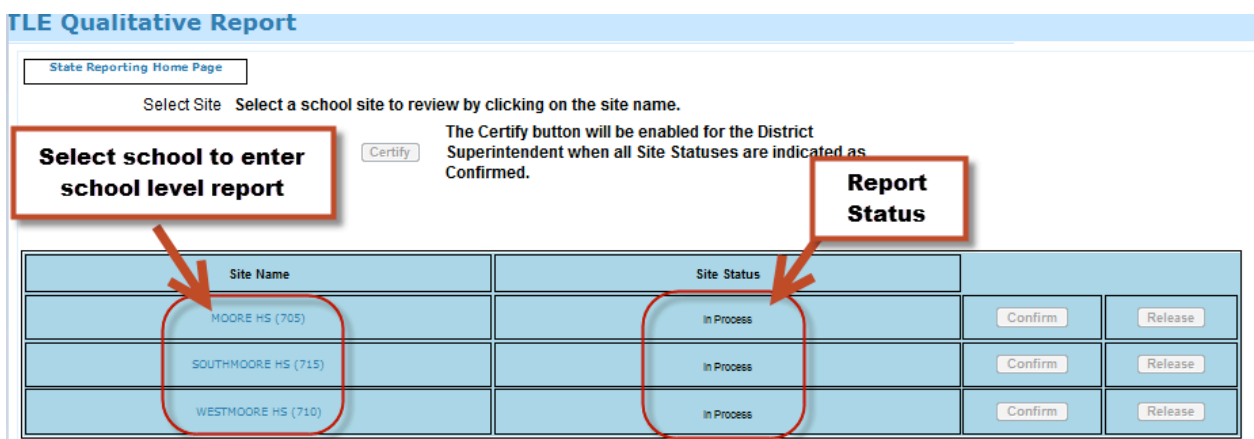 TLE Qualitative Report
State Reporting Home Page
Select Site Select a school site to review by clicking on the site name.
Select school to enter
school level report
Certify
The Certify button will be enabled for the District
Superintendent when all Site Statuses are indicated as
Confirmed.
Report
Status
Site Name Site Status
MOORE HS (705) In Process Confirm Release
SOUTHMOORE HS (715) In Process Confirm Release
WESTMOORE HS (710) In Process Confirm Release